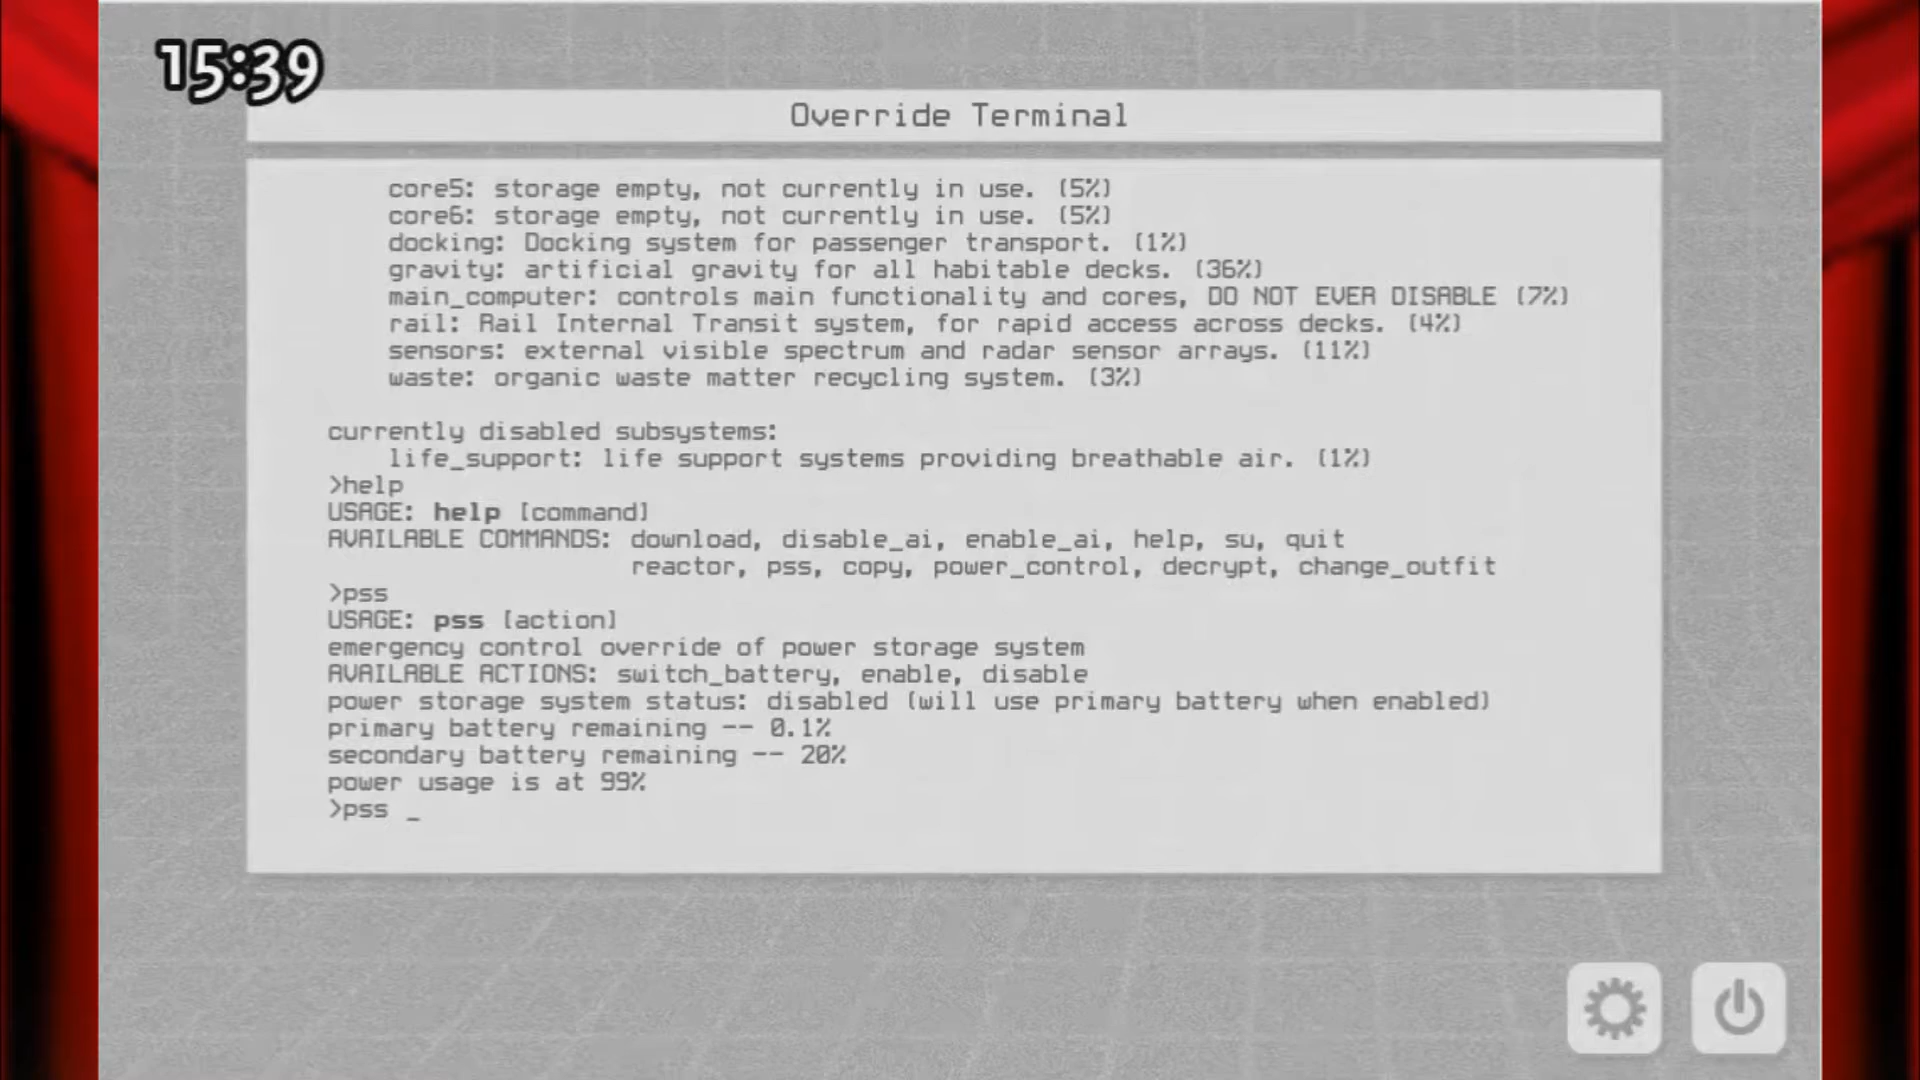 15:39
Override Terminal
core5: storage empty, not currently in use. (5%)
core6: storage empty, not currently in use. (5%)
docking: Docking system for passenger transport. (1%)
gravity: artificial gravity for all habitable decks. (36%)
main_computer: controls main functionality and cores, DO NOT EVER DISABLE (7%)
rail: Rail Internal Transit system, for rapid access across decks. (4%)
sensors: external visible spectrum and radar sensor arrays. (11%)
waste: organic waste matter recycling system. (3%)
currently disabled subsystems:
life_support: life support systems providing breathable air. (1%)
>help
USAGE: help [command]
AVAILABLE COMMANDS: download, disable_ai, enable_ai, help, su, quit
reactor, pss, copy, power_control, decrypt, change_outfit
>pss
USAGE: pss [action]
emergency control override of power storage system
AVAILABLE ACTIONS: switch_battery, enable, disable
power storage system status: disabled (will use primary battery when enabled)
primary battery remaining -- 0.1%
secondary battery remaining -- 20%
power usage is at 99%
>pss _